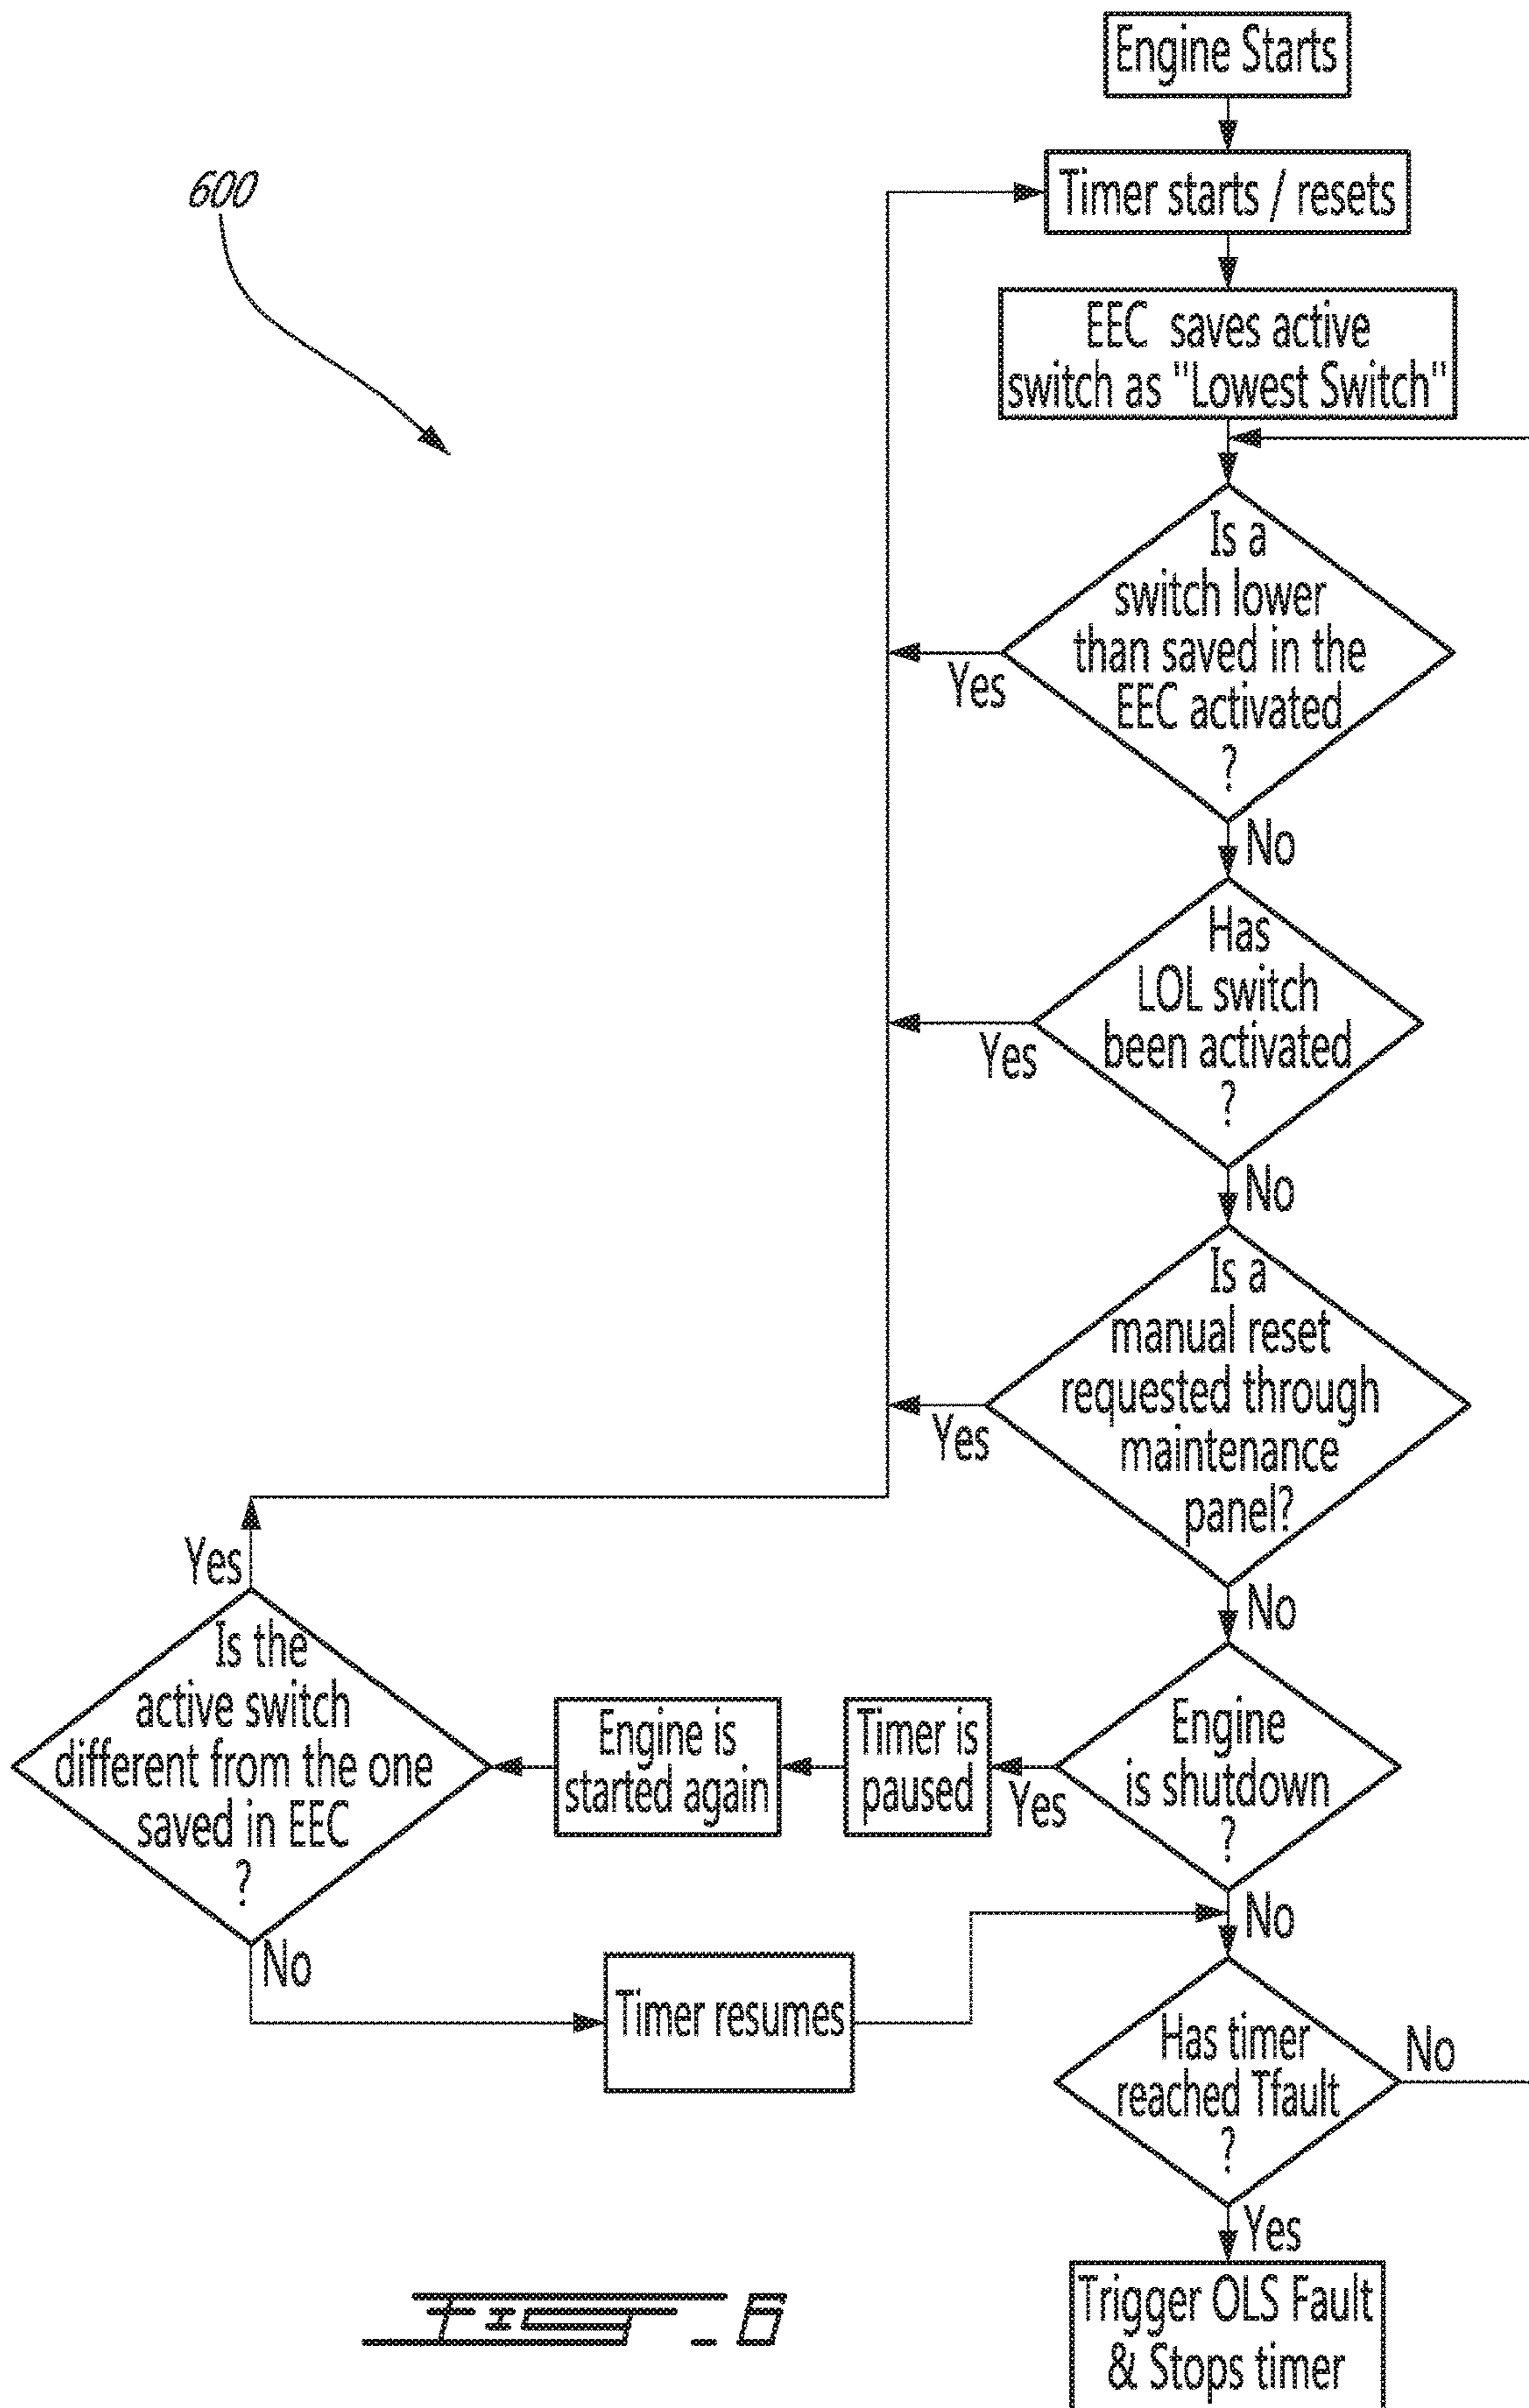 Engine Starts
600
Timer starts / resets
EEC saves active
switch as "Lowest Switch"
Is a
switch lower
than saved in the
EEC activated
?
Yes
No
Has
LOL switch
been activated
?
Yes
No
Is a
manual reset
requested through
maintenance
panel?
Yes
No
Yes
Is the
active switch
different from the one
saved in EEC
?
Engine is
started again
Timer is
paused
Yes
Engine
is shutdown
?
No
No
Timer resumes
Has timer
reached Tfault
?
No
Yes
Trigger OLS Fault
& Stops timer
FIG_6